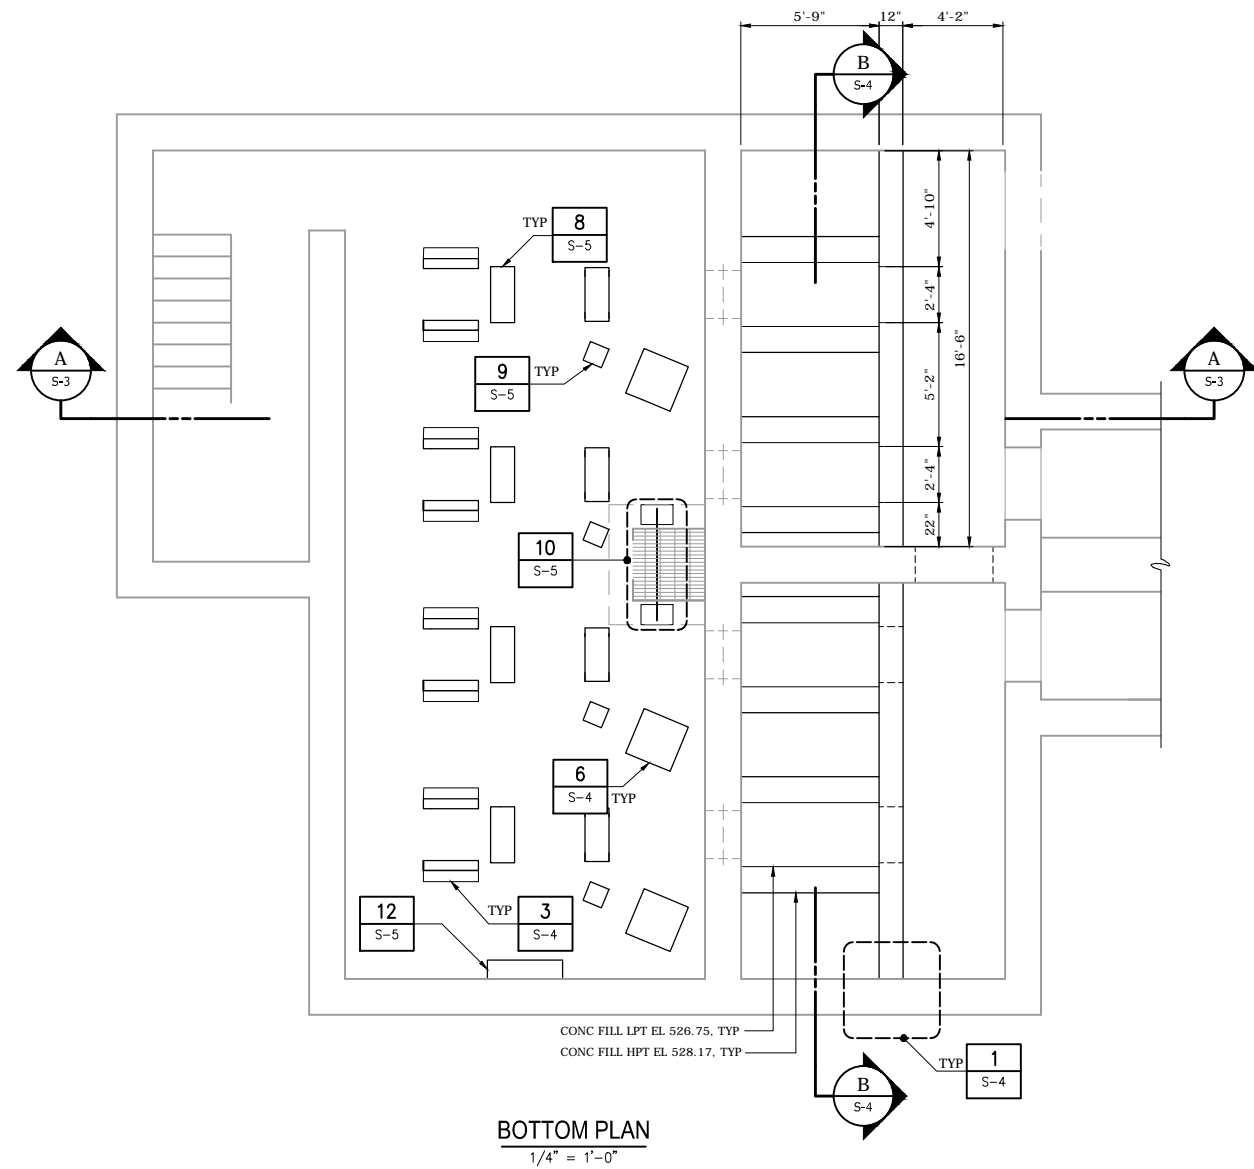 5'-9" 12" 4'-2"
B
S-4
4'-10"
2'-4"
5'-2"
2'-4"
22"
16'-6"
TYP 8
S-5
A
S-3
9 TYP
S-5
A
S-3
10
S-5
6
S-4 TYP
12
S-5
TYP 3
S-4
CONC FILL LPT EL 526.75, TYP
CONC FILL HPT EL 528.17, TYP
TYP 1
S-4
B
S-4
BOTTOM PLAN
1/4" = 1'-0"